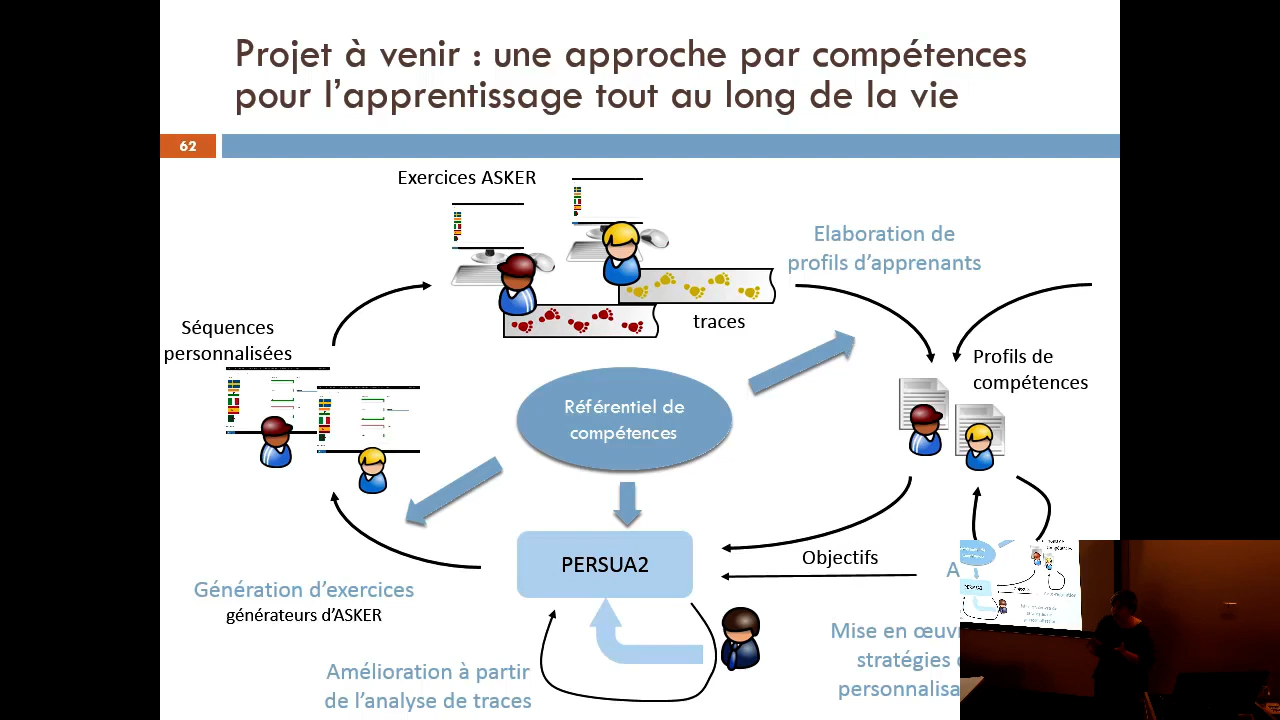 Projet à venir : une approche par compétences
pour l'apprentissage tout au long de la vie
62
Exercices ASKER
Elaboration de
profils d'apprenants
traces
Séquences
personnalisées
Profils de
compétences
Référentiel de
compétences
PERSUA2
Objectifs
Génération d'exercices
générateurs d'ASKER
Mise en
stratégies
Amélioration à partir
de l'analyse de traces